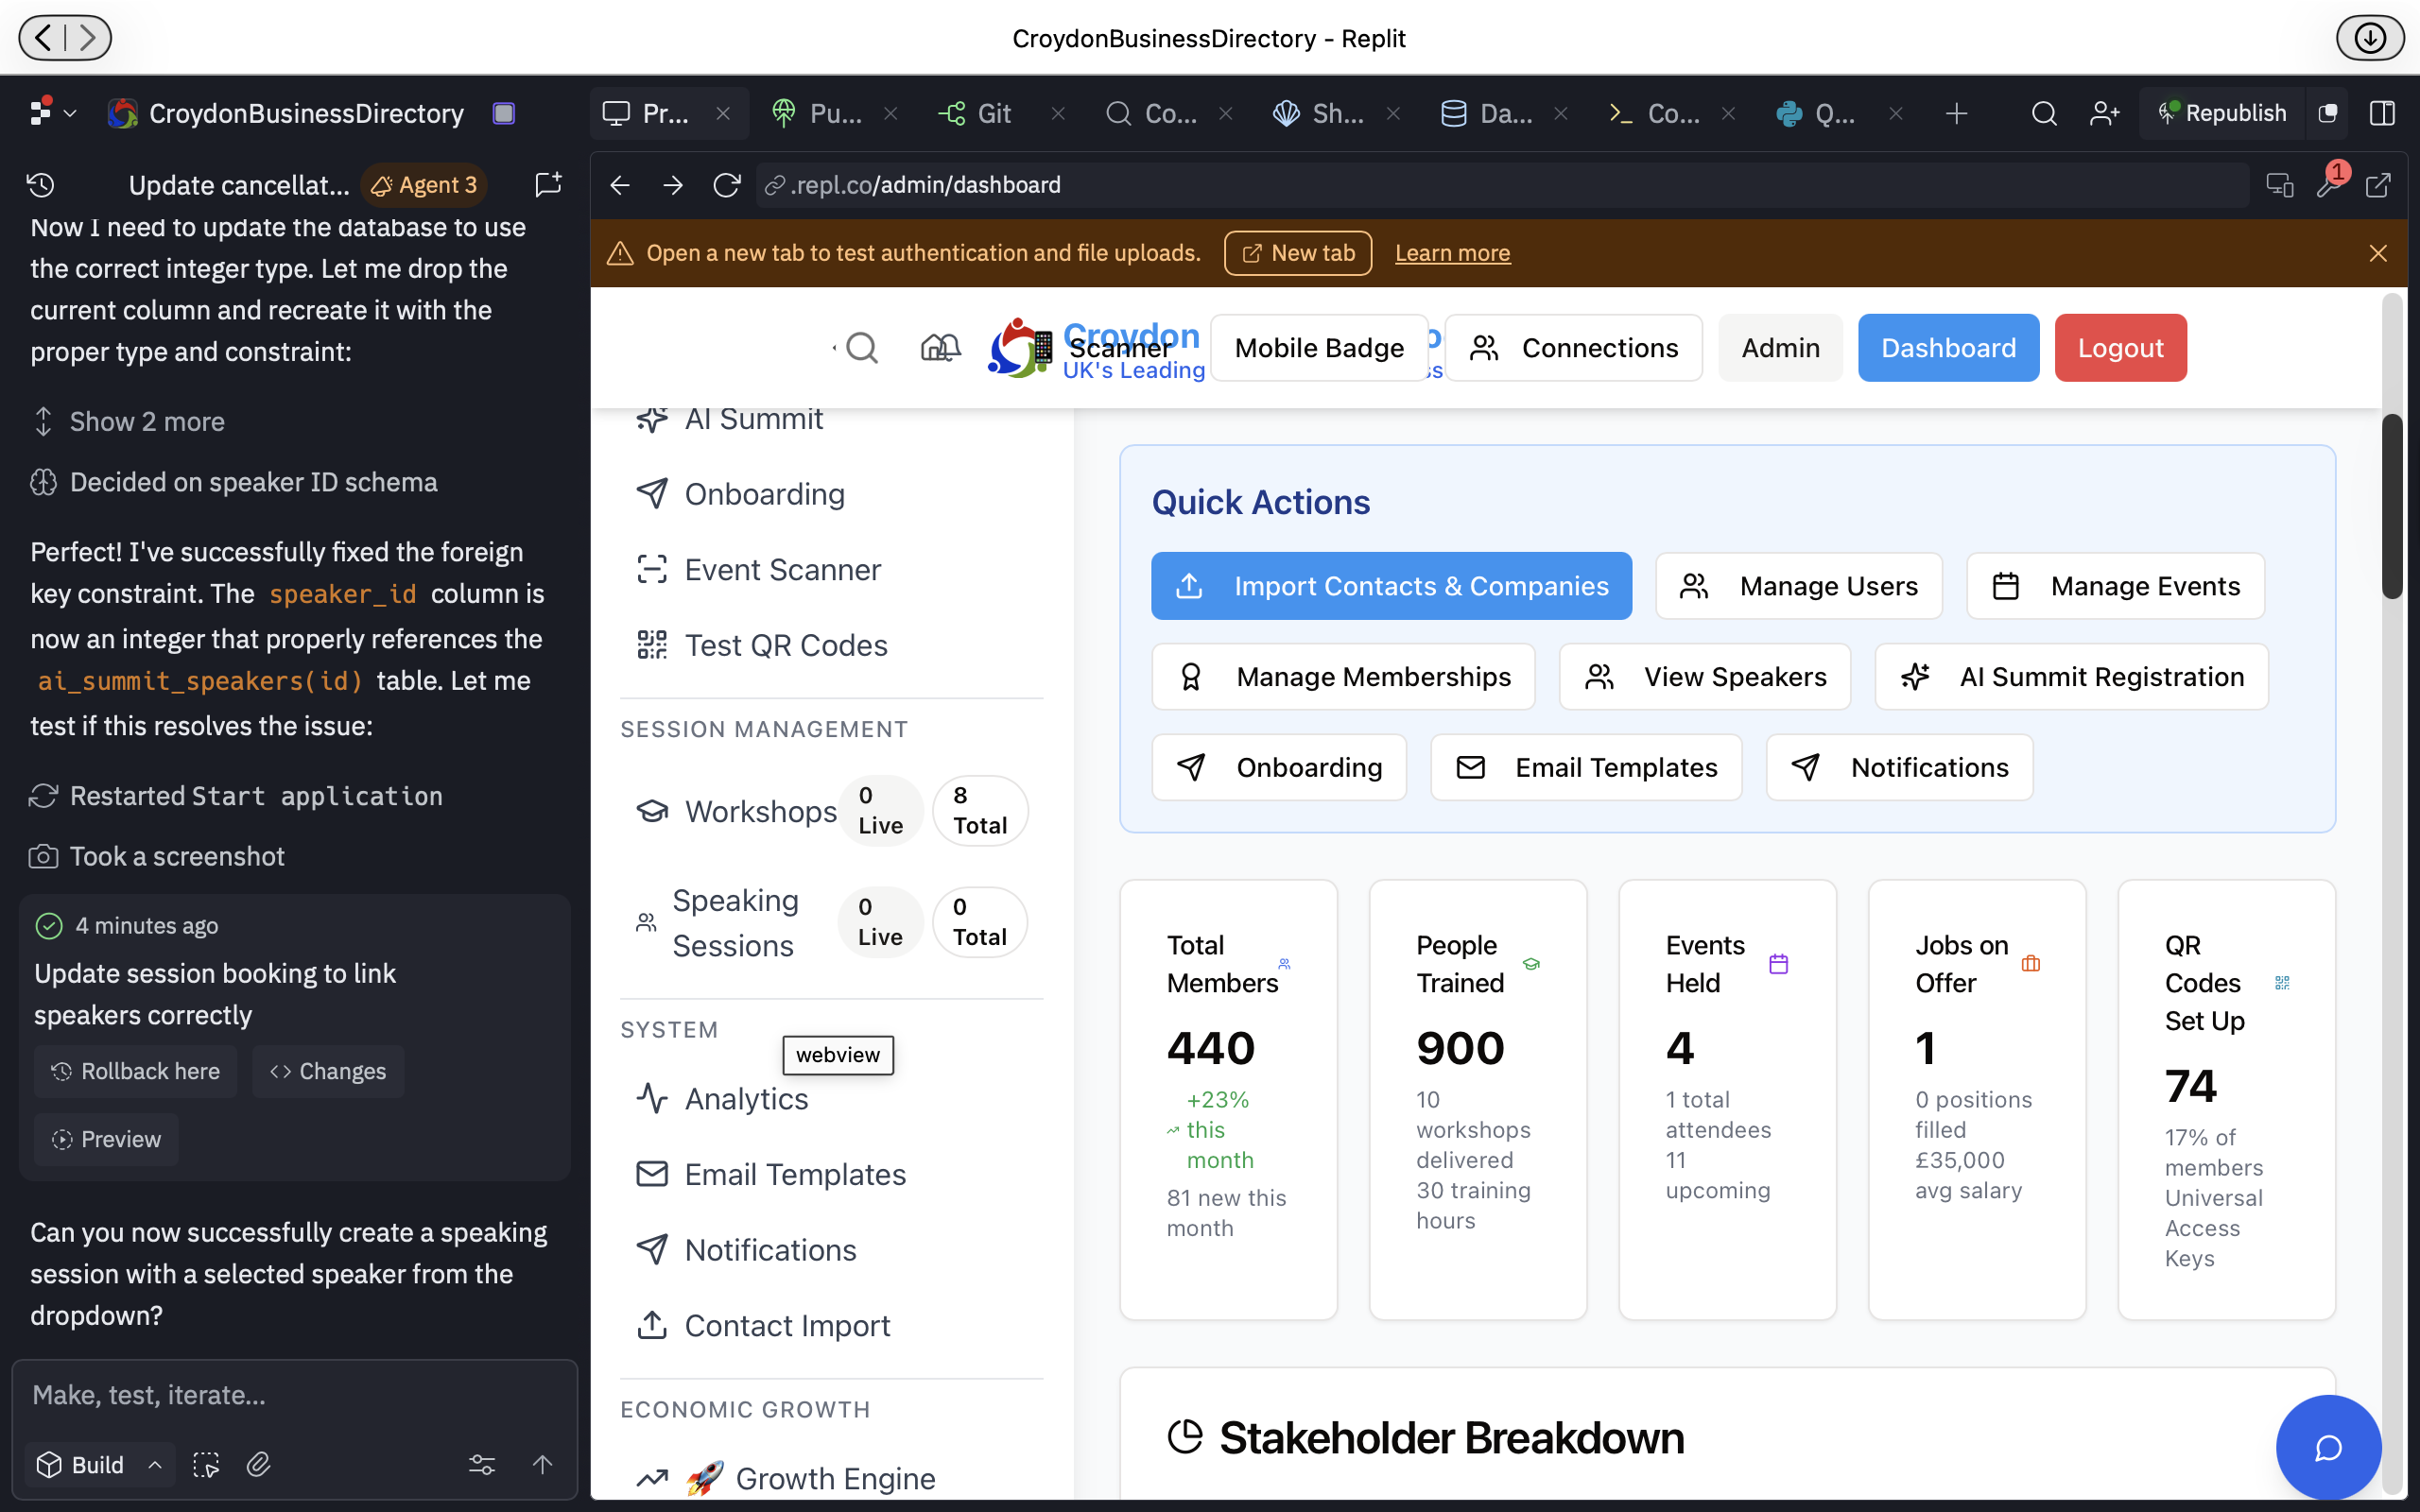 CroydonBusinessDirectory - Replit
CroydonBusinessDirectory
Pr...
Pu...
Git
Co...
Sh...
Da...
Co...
Q...
Republish
Update cancellat...
Agent 3
.repl.co/admin/dashboard
1
Open a new tab to test authentication and file uploads.
New tab
Learn more
Now I need to update the database to use
the correct integer type. Let me drop the
current column and recreate it with the
proper type and constraint:
Show 2 more
Decided on speaker ID schema
Perfect! I've successfully fixed the foreign
key constraint. The speaker_id column is
now an integer that properly references the
ai_summit_speakers(id) table. Let me
test if this resolves the issue:
Restarted Start application
Took a screenshot
4 minutes ago
Update session booking to link
speakers correctly
Rollback here
Changes
Preview
Can you now successfully create a speaking
session with a selected speaker from the
dropdown?
Make, test, iterate...
Build
Croydon
UK's Leading
Scanner
Mobile Badge
Connections
Admin
Dashboard
Logout
AI Summit
Onboarding
Event Scanner
Test QR Codes
SESSION MANAGEMENT
Workshops
0
Live
8
Total
Speaking
Sessions
0
Live
0
Total
SYSTEM
webview
Analytics
Email Templates
Notifications
Contact Import
ECONOMIC GROWTH
🚀 Growth Engine
Quick Actions
Import Contacts & Companies
Manage Users
Manage Events
Manage Memberships
View Speakers
AI Summit Registration
Onboarding
Email Templates
Notifications
Total
Members
440
+23%
this
month
81 new this
month
People
Trained
900
10
workshops
delivered
30 training
hours
Events
Held
4
1 total
attendees
11
upcoming
Jobs on
Offer
1
0 positions
filled
£35,000
avg salary
QR
Codes
Set Up
74
17% of
members
Universal
Access
Keys
Stakeholder Breakdown